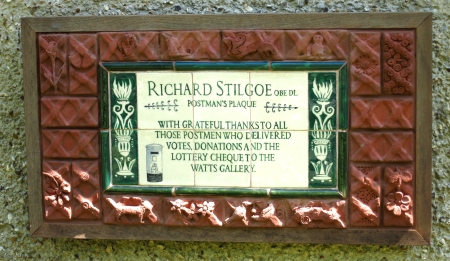 RICHARD STILGOE OBE DL
POSTMAN'S PLAQUE
WITH GRATEFUL THANKS TO ALL
THOSE POSTMEN WHO DELIVERED
VOTES, DONATIONS AND THE
LOTTERY CHEQUE TO THE
WATTS GALLERY.